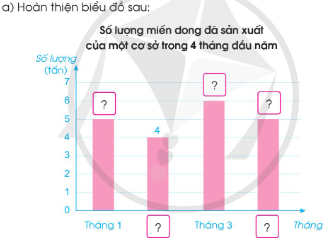 a) Hoàn thiện biểu đồ sau:
Số lượng miến dong đã sản xuất
của một cơ sở trong 4 tháng đầu năm
Số lượng
(tấn)
7
6
5
4
3
2
1
0
?
4
?
?
Tháng 1
?
Tháng 3
?
Tháng